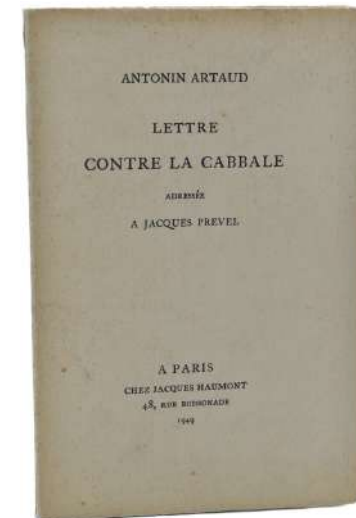 ANTONIN ARTAUD
LETTRE
CONTRE LA CABBALE
ADRESSÉE
A JACQUES PREVEL
A PARIS
CHEZ JACQUES HAUMONT
48, RUE BOISSONADE
1949